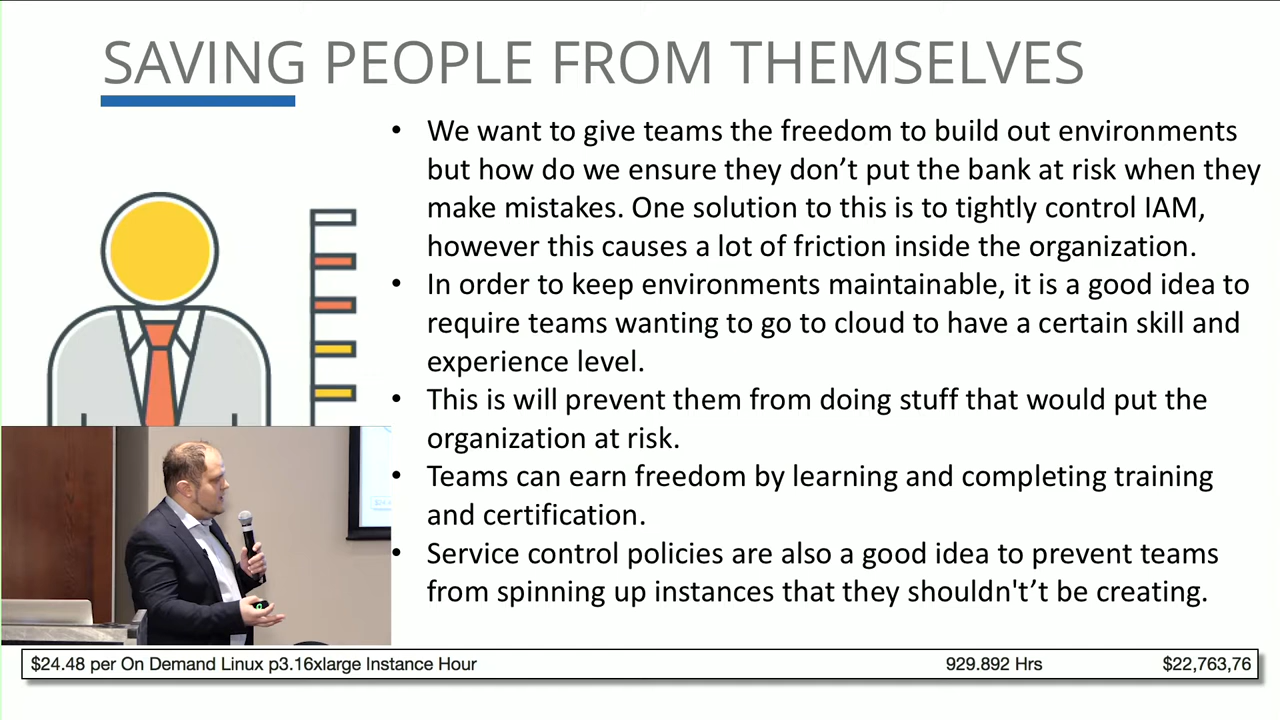 SAVING PEOPLE FROM THEMSELVES
• We want to give teams the freedom to build out environments
but how do we ensure they don’t put the bank at risk when they
make mistakes. One solution to this is to tightly control IAM,
however this causes a lot of friction inside the organization.
• In order to keep environments maintainable, it is a good idea to
require teams wanting to go to cloud to have a certain skill and
experience level.
• This is will prevent them from doing stuff that would put the
organization at risk.
• Teams can earn freedom by learning and completing training
and certification.
• Service control policies are also a good idea to prevent teams
from spinning up instances that they shouldn't’t be creating.
$24.48 per On Demand Linux p3.16xlarge Instance Hour 929.892 Hrs $22,763,76